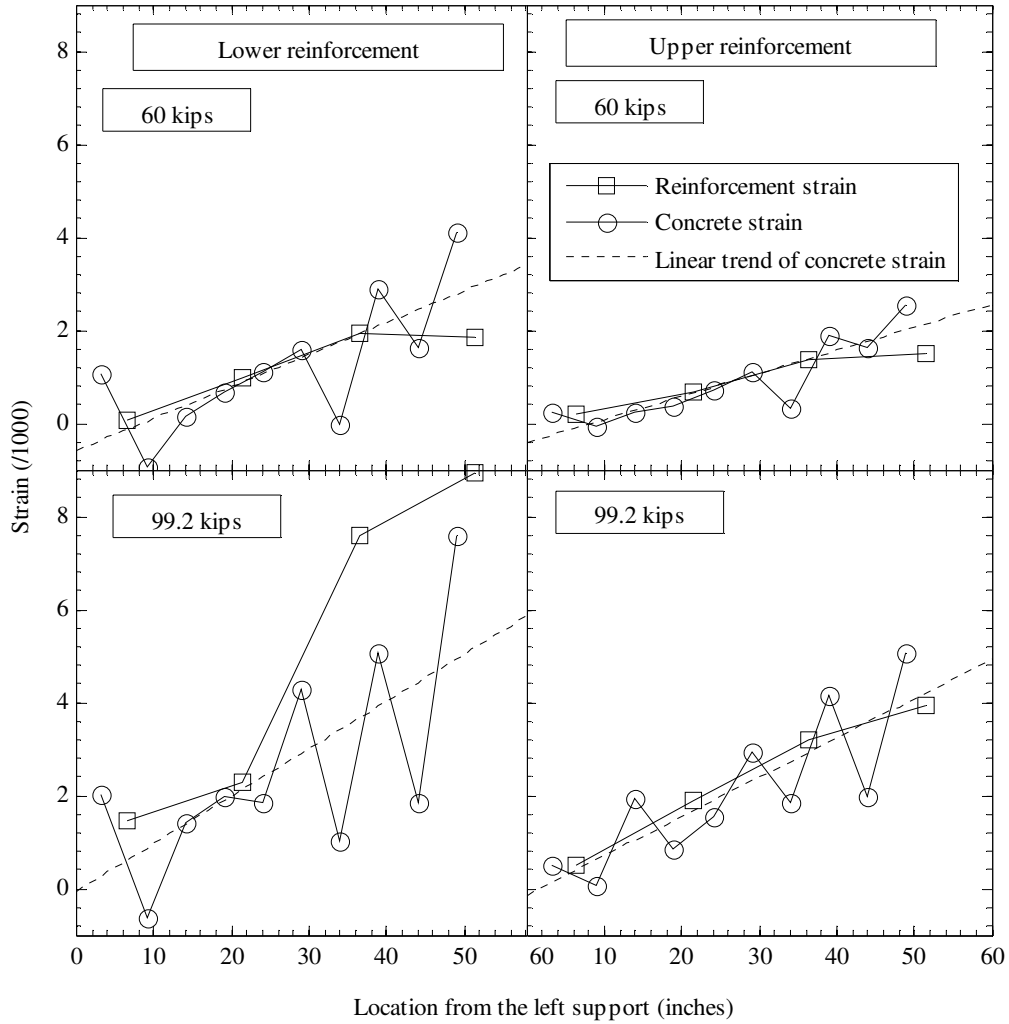 8
6
4
2
0
Lower reinforcement
60 kips
Upper reinforcement
60 kips
Reinforcement strain
Concrete strain
Linear trend of concrete strain
Strain (/1000)
8
6
4
2
0
99.2 kips
99.2 kips
0 10 20 30 40 50 60 10 20 30 40 50 60
Location from the left support (inches)